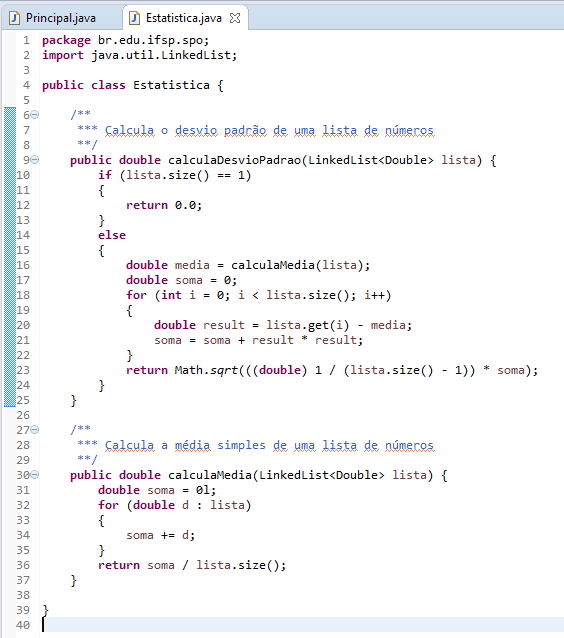 Principal.java Estatistica.java
1 package br.edu.ifsp.spo;
2 import java.util.LinkedList;
3
4 public class Estatistica {
5
6 /**
7 *** Calcula o desvio padrão de uma lista de números
8 **/
9 public double calculaDesvioPadrao(LinkedList<Double> lista) {
10 if (lista.size() == 1)
11 {
12 return 0.0;
13 }
14 else
15 {
16 double media = calculaMedia(lista);
17 double soma = 0;
18 for (int i = 0; i < lista.size(); i++)
19 {
20 double result = lista.get(i) - media;
21 soma = soma + result * result;
22 }
23 return Math.sqrt(((double) 1 / (lista.size() - 1)) * soma);
24 }
25 }
26
27 /**
28 *** Calcula a média simples de uma lista de números
29 **/
30 public double calculaMedia(LinkedList<Double> lista) {
31 double soma = 0l;
32 for (double d : lista)
33 {
34 soma += d;
35 }
36 return soma / lista.size();
37 }
38
39 }
40